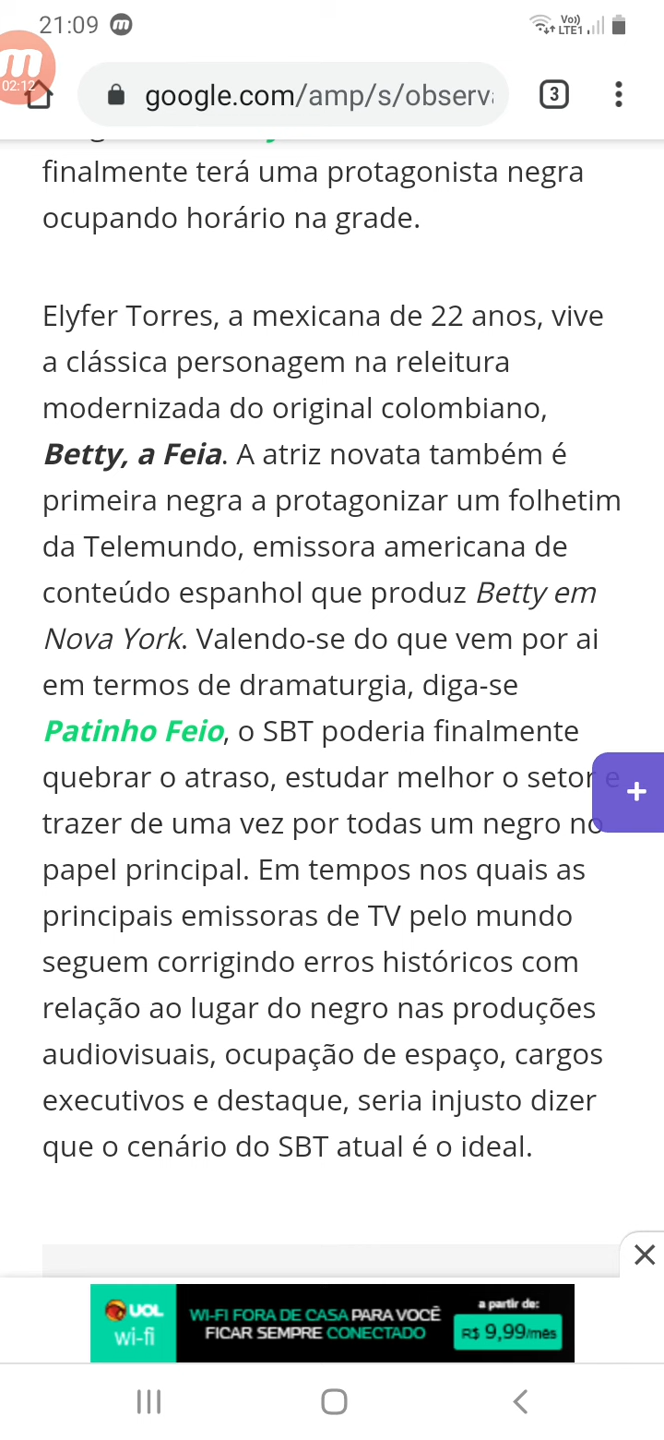 21:09 m
Vo))
LTE1
m
02:12
google.com/amp/s/observ
3
finalmente terá uma protagonista negra
ocupando horário na grade.
Elyfer Torres, a mexicana de 22 anos, vive
a clássica personagem na releitura
modernizada do original colombiano,
Betty, a Feia. A atriz novata também é
primeira negra a protagonizar um folhetim
da Telemundo, emissora americana de
conteúdo espanhol que produz Betty em
Nova York. Valendo-se do que vem por ai
em termos de dramaturgia, diga-se
Patinho Feio, o SBT poderia finalmente
quebrar o atraso, estudar melhor o setor e
trazer de uma vez por todas um negro no
papel principal. Em tempos nos quais as
principais emissoras de TV pelo mundo
seguem corrigindo erros históricos com
relação ao lugar do negro nas produções
audiovisuais, ocupação de espaço, cargos
executivos e destaque, seria injusto dizer
que o cenário do SBT atual é o ideal.
UOL
wi-fi
WI-FI FORA DE CASA PARA VOCÊ
FICAR SEMPRE CONECTADO
a partir de:
R$ 9,99/mês